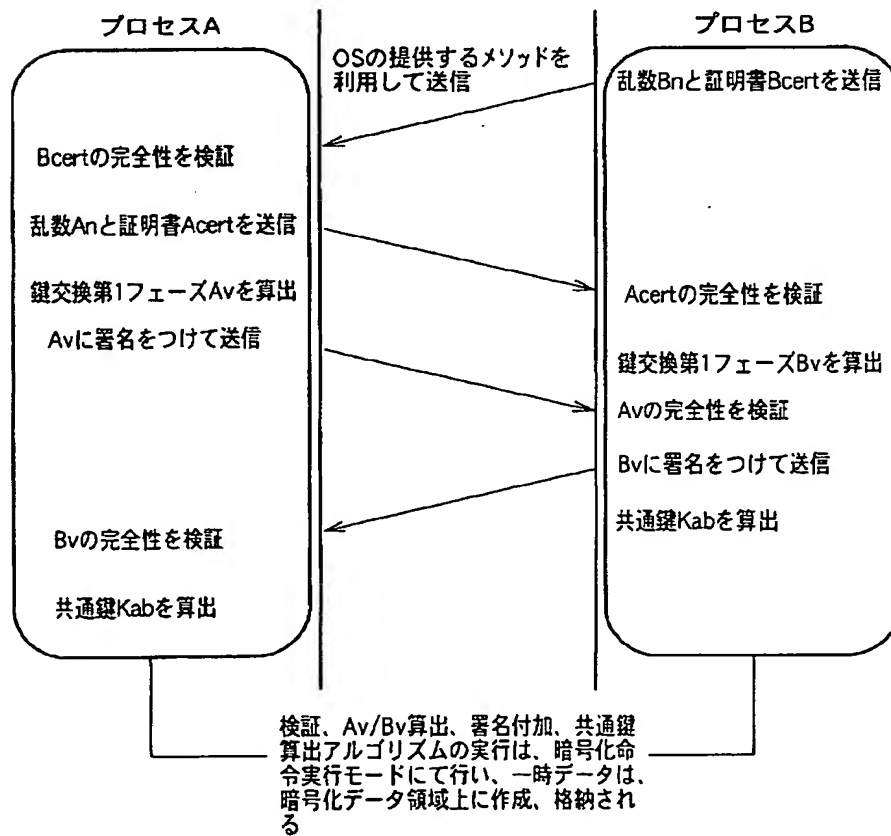 プロセスA
プロセスB
OSの提供するメソッドを
利用して送信
乱数Bnと証明書Bcertを送信
Bcertの完全性を検証
乱数Anと証明書Acertを送信
鍵交換第1フェーズAvを算出
Acertの完全性を検証
Avに署名をつけて送信
鍵交換第1フェーズBvを算出
Avの完全性を検証
Bvに署名をつけて送信
共通鍵Kabを算出
Bvの完全性を検証
共通鍵Kabを算出
検証、Av/Bv算出、署名付加、共通鍵
算出アルゴリズムの実行は、暗号化命
令実行モードにて行い、一時データは、
暗号化データ領域上に作成、格納され
る